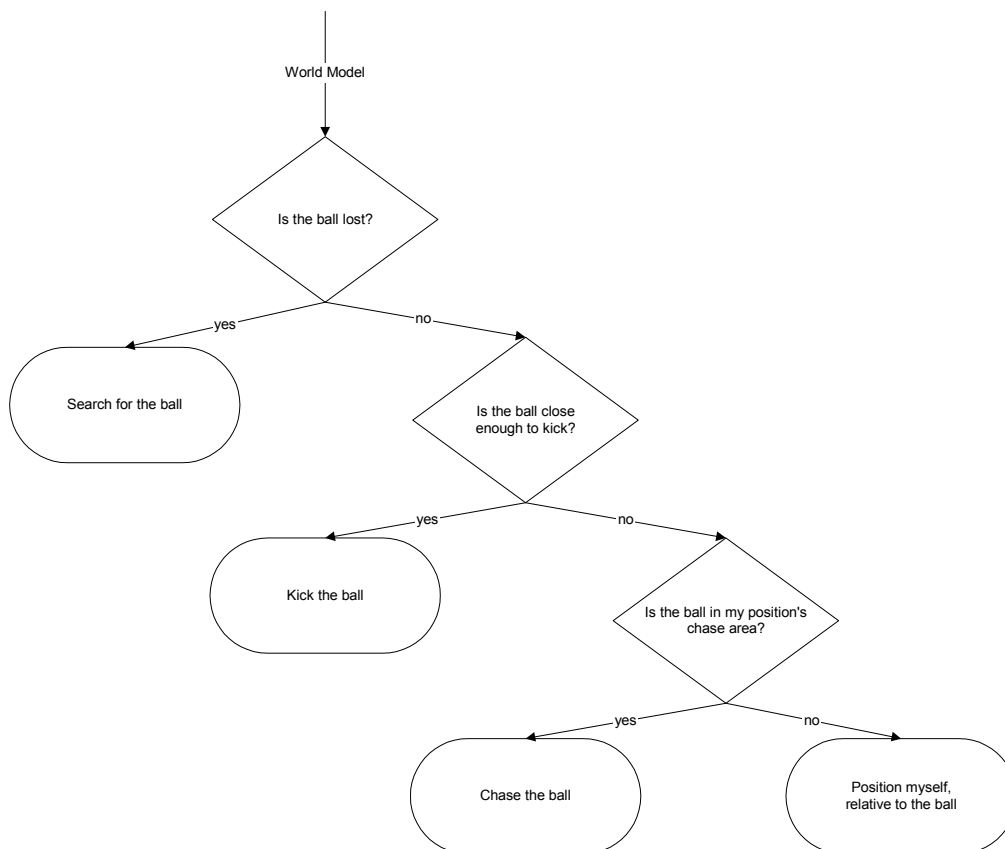 World Model
Is the ball lost?
yes
no
Search for the ball
Is the ball close
enough to kick?
yes
no
Kick the ball
Is the ball in my position's
chase area?
yes
no
Chase the ball
Position myself,
relative to the ball